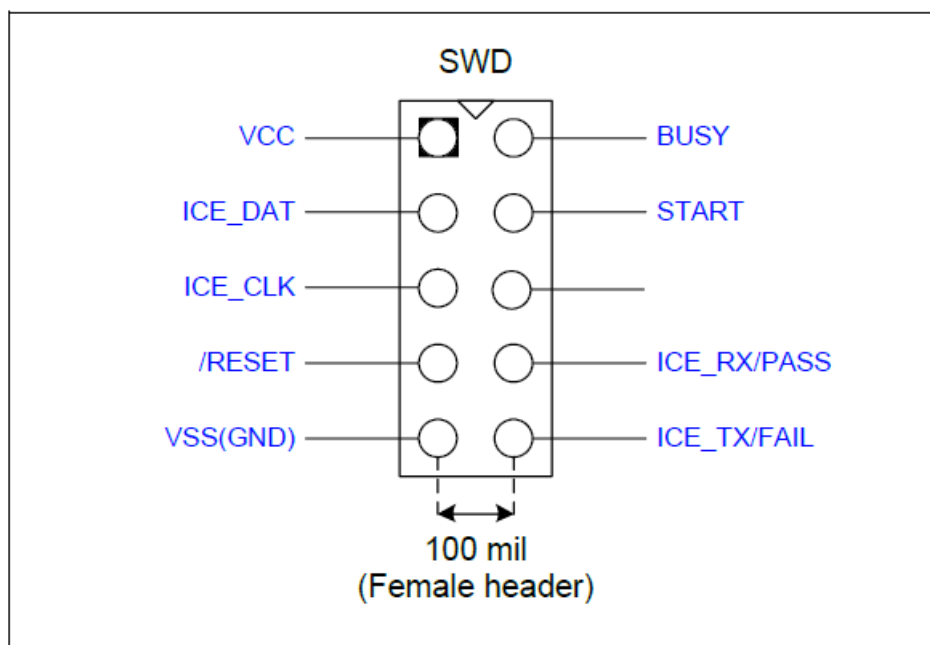 SWD
VCC
BUSY
ICE_DAT
START
ICE_CLK
/RESET
ICE_RX/PASS
VSS(GND)
ICE_TX/FAIL
100 mil
(Female header)